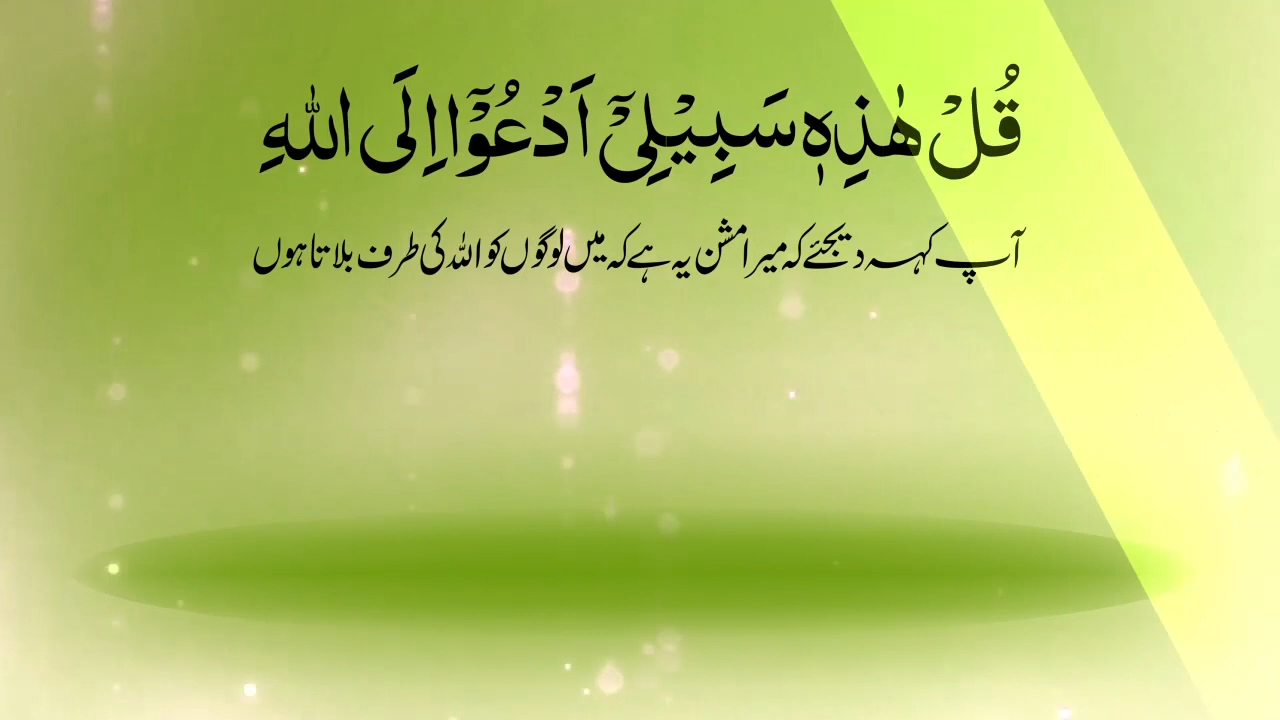 قُلْ هٰذِهٖ سَبِیْلِیْۤ اَدْعُوْۤا اِلَی اللّٰهِ
آپ کہہ دیجئے کہ میرا مشن یہ ہے کہ میں لوگوں کو اللہ کی طرف بلاتا ہوں